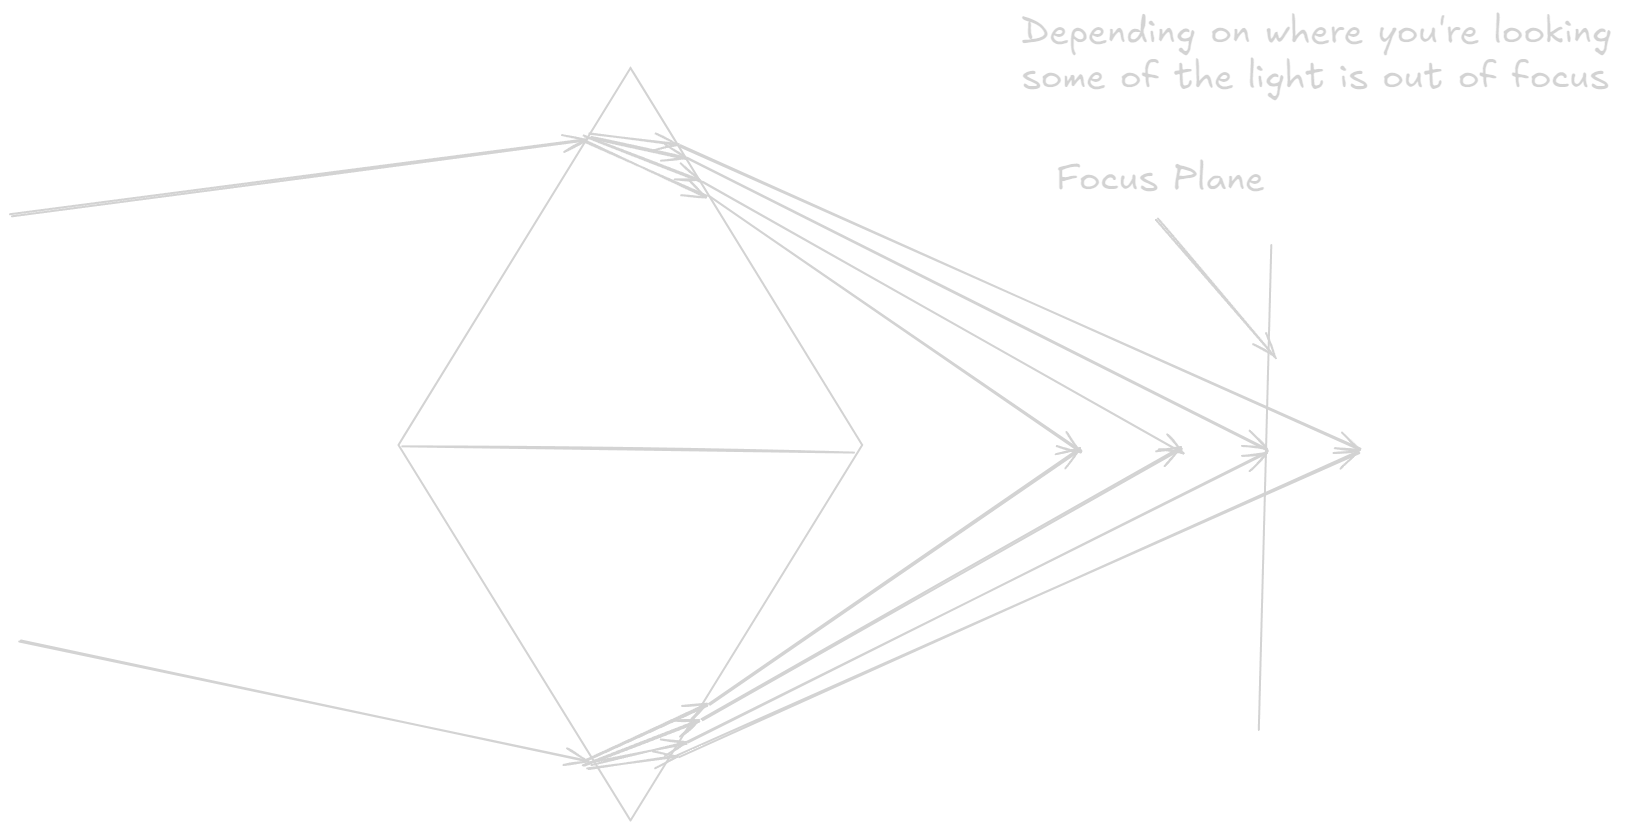 Depending on where you're looking
some of the light is out of focus
Focus Plane